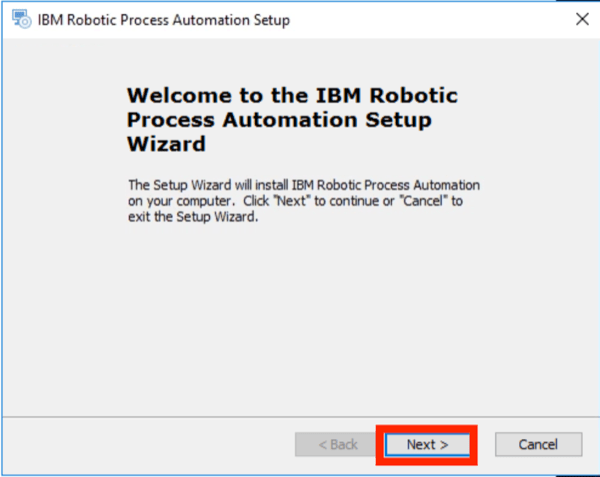 IBM Robotic Process Automation Setup
Welcome to the IBM Robotic
Process Automation Setup
Wizard
The Setup Wizard will install IBM Robotic Process Automation
on your computer. Click "Next" to continue or "Cancel" to
exit the Setup Wizard.
< Back Next > Cancel